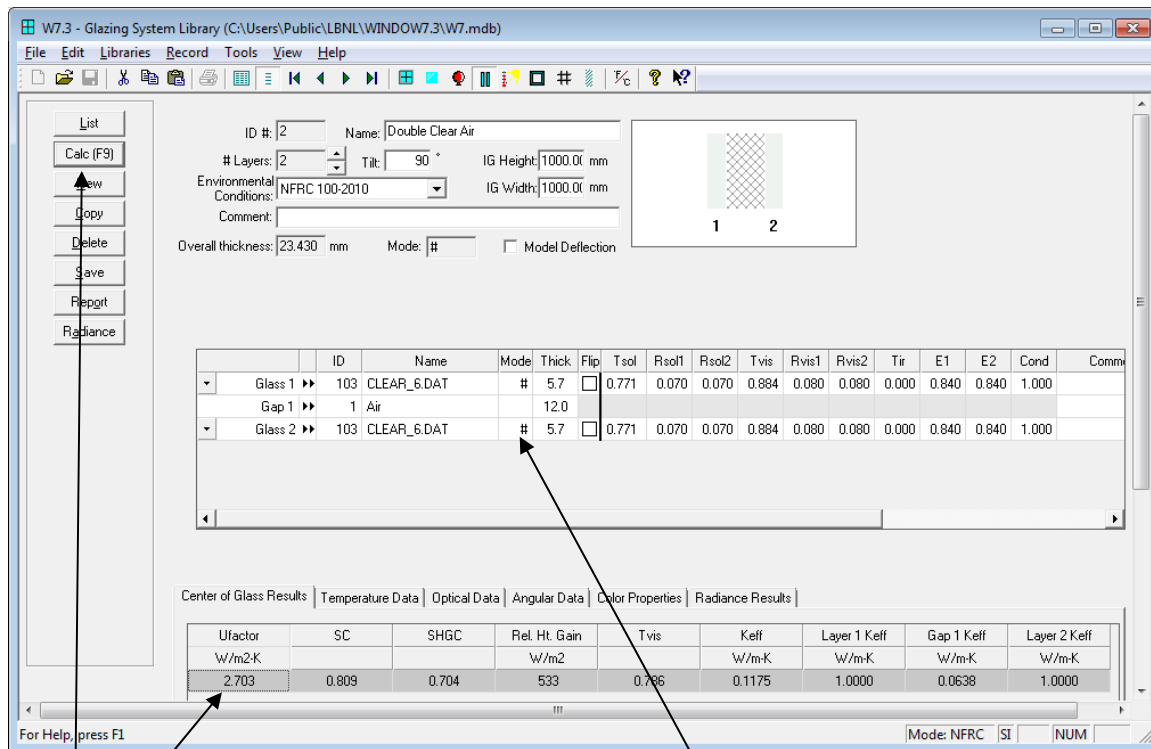 W7.3 - Glazing System Library (C:\Users\Public\LBNL\WINDOW7.3\W7.mdb)
File Edit Libraries Record Tools View Help
List
Calc (F9)
Copy
Delete
Save
Report
Radiance
ID #: 2 Name: Double Clear Air
# Layers: 2 Tilt: 90 ° IG Height: 1000.0 mm
Environmental Conditions: NFRC 100-2010 IG Width: 1000.0 mm
Comment:
Overall thickness: 23.430 mm Mode: # Model Deflection
1 2
ID Name Mode Thick Flip Tsol Rsol1 Rsol2 Tvis Rvis1 Rvis2 Tir E1 E2 Cond
Glass 1 103 CLEAR_6.DAT # 5.7 0.771 0.070 0.070 0.884 0.080 0.080 0.000 0.840 0.840 1.000
Gap 1 1 Air 12.0
Glass 2 103 CLEAR_6.DAT # 5.7 0.771 0.070 0.070 0.884 0.080 0.080 0.000 0.840 0.840 1.000
Center of Glass Results Temperature Data Optical Data Angular Data Color Properties Radiance Results
Ufactor SC SHGC Rel. Ht. Gain Tvis Keff Layer 1 Keff Gap 1 Keff Layer 2 Keff
W/m2-K W/m2 W/m-K W/m-K W/m-K W/m-K
2.703 0.809 0.704 533 0.1175 1.0000 0.0638 1.0000
For Help, press F1 Mode: NFRC SI NUM